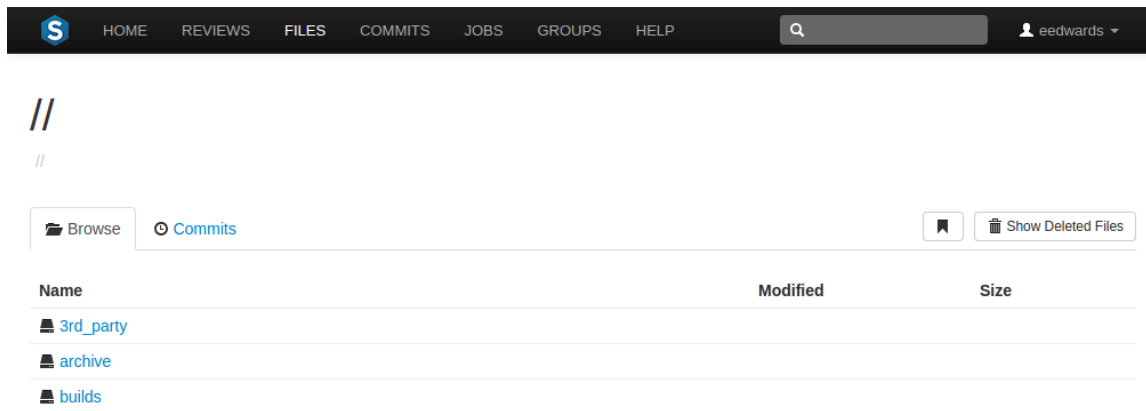 S HOME REVIEWS FILES COMMITS JOBS GROUPS HELP eedwards
//
//
Browse Commits Show Deleted Files
Name Modified Size
3rd_party
archive
builds